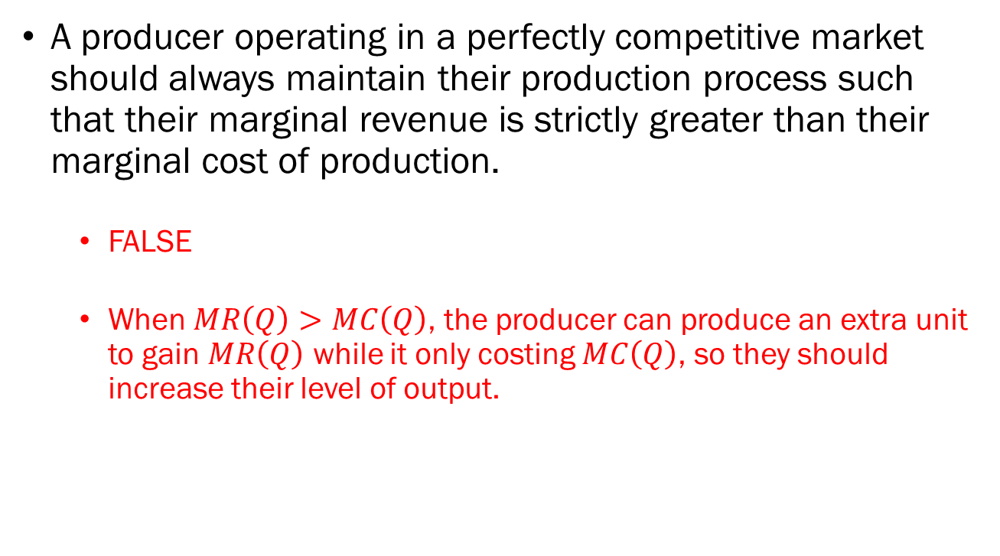 • A producer operating in a perfectly competitive market
should always maintain their production process such
that their marginal revenue is strictly greater than their
marginal cost of production.
• FALSE
• When 𝑀𝑅(𝑄) > 𝑀𝐶(𝑄), the producer can produce an extra unit
to gain 𝑀𝑅(𝑄) while it only costing 𝑀𝐶(𝑄), so they should
increase their level of output.